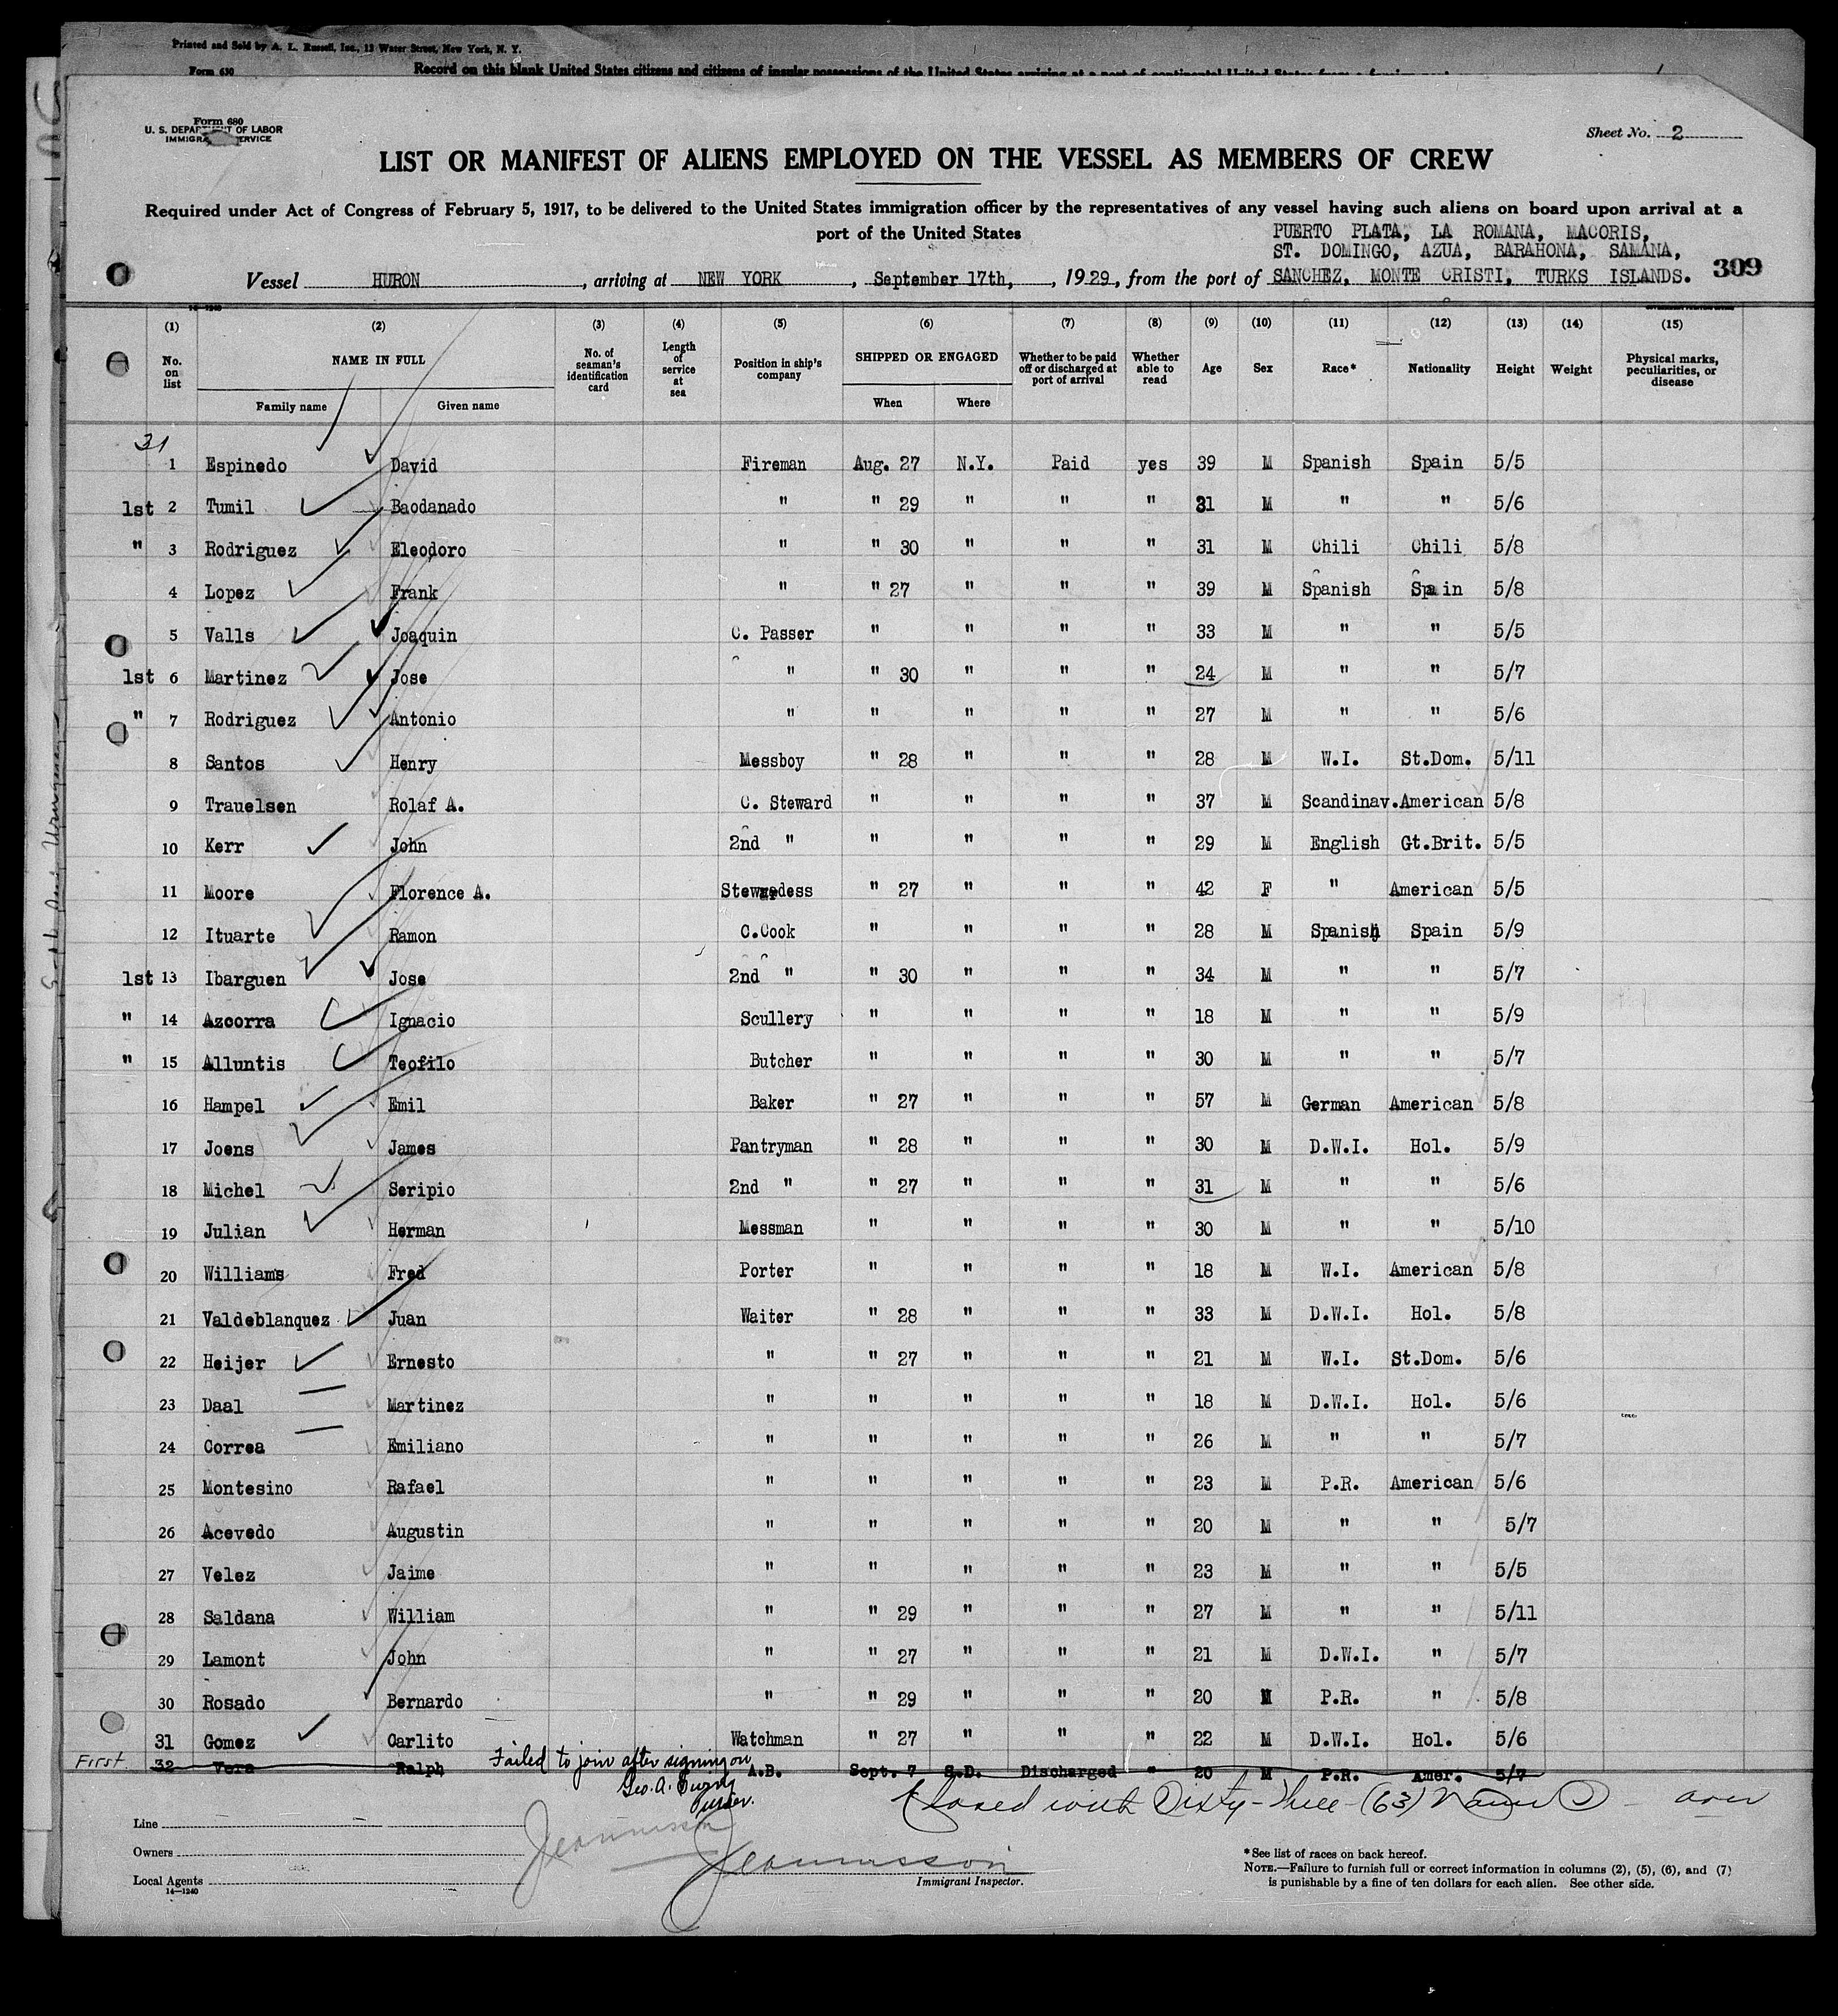 Printed and Sold by A. L. Russell, Inc., 13 Water Street, New York, N. Y.
Form 630
Record on this blank United States citizens and citizens of insular possessions of the United States arriving at a port of continental United States from a foreign port
Form 680
U. S. DEPARTMENT OF LABOR
IMMIGRATION SERVICE
Sheet No. 2
LIST OR MANIFEST OF ALIENS EMPLOYED ON THE VESSEL AS MEMBERS OF CREW
Required under Act of Congress of February 5, 1917, to be delivered to the United States immigration officer by the representatives of any vessel having such aliens on board upon arrival at a
port of the United States
PUERTO PLATA, LA ROMANA, MACORIS,
ST. DOMINGO, AZUA, BARAHONA, SAMANA,
Vessel HURON, arriving at NEW YORK, September 17th, 1929, from the port of SANCHEZ, MONTE CRISTI, TURKS ISLANDS. 309
(1) (2) (3) (4) (5) (6) (7) (8) (9) (10) (11) (12) (13) (14) (15)
No. on list NAME IN FULL No. of seaman's identification card Length of service at sea Position in ship's company SHIPPED OR ENGAGED Whether to be paid off or discharged at port of arrival Whether able to read Age Sex Race* Nationality Height Weight Physical marks, peculiarities, or disease
Family name Given name When Where
31
1 Espinedo David Fireman Aug. 27 N.Y. Paid yes 39 M Spanish Spain 5/5
1st 2 Tumil Baodanado " " 29 " " " 31 M " " 5/6
" 3 Rodriguez Eleodoro " " 30 " " " 31 M Chili Chili 5/8
4 Lopez Frank " " 27 " " " 39 M Spanish Spain 5/8
5 Valls Joaquin C. Passer " " " " 33 M " " 5/5
1st 6 Martinez Jose " " 30 " " " 24 M " " 5/7
" 7 Rodriguez Antonio " " " " " 27 M " " 5/6
8 Santos Henry Messboy " 28 " " " 28 M W.I. St.Dom. 5/11
9 Trauelsen Rolaf A. C. Steward " " " " 37 M Scandinav. American 5/8
10 Kerr John 2nd " " " " " 29 M English Gt.Brit. 5/5
11 Moore Florence A. Stewardess " 27 " " " 42 F " American 5/5
12 Ituarte Ramon C.Cook " " " " 28 M Spanish Spain 5/9
1st 13 Ibarguen Jose 2nd " " 30 " " " 34 M " " 5/7
" 14 Azcorra Ignacio Scullery " " " " 18 M " " 5/9
" 15 Alluntis Teofilo Butcher " " " " 30 M " " 5/7
16 Hampel Emil Baker " 27 " " " 57 M German American 5/8
17 Joens James Pantryman " 28 " " " 30 M D.W.I. Hol. 5/9
18 Michel Seripio 2nd " " 27 " " " 31 M " " 5/6
19 Julian Herman Messman " " " " 30 M " " 5/10
20 Williams Fred Porter " " " " 18 M W.I. American 5/8
21 Valdeblanquez Juan Waiter " 28 " " " 33 M D.W.I. Hol. 5/8
22 Heijer Ernesto " " 27 " " " 21 M W.I. St.Dom. 5/6
23 Daal Martinez " " " " " 18 M D.W.I. Hol. 5/6
24 Correa Emiliano " " " " " 26 M " " 5/7
25 Montesino Rafael " " " " " 23 M P.R. American 5/6
26 Acevedo Augustin " " " " " 20 M " " 5/7
27 Velez Jaime " " " " " 23 M " " 5/5
28 Saldana William " " 29 " " " 27 M " " 5/11
29 Lamont John " " 27 " " " 21 M D.W.I. " 5/7
30 Rosado Bernardo " " 29 " " " 20 M P.R. " 5/8
31 Gomez Carlito Watchman " 27 " " " 22 M D.W.I. Hol. 5/6
First 32 Vera Ralph Failed to join after signing on A.B. Sept. 7 S.D. Discharged " 20 M P.R. Amer. 5/7
Geo. A.
Purser.
Closed with Sixty-three (63) Names over
Line
Owners
Local Agents
14—1240
Immigrant Inspector.
* See list of races on back hereof.
NOTE.—Failure to furnish full or correct information in columns (2), (5), (6), and (7)
is punishable by a fine of ten dollars for each alien. See other side.